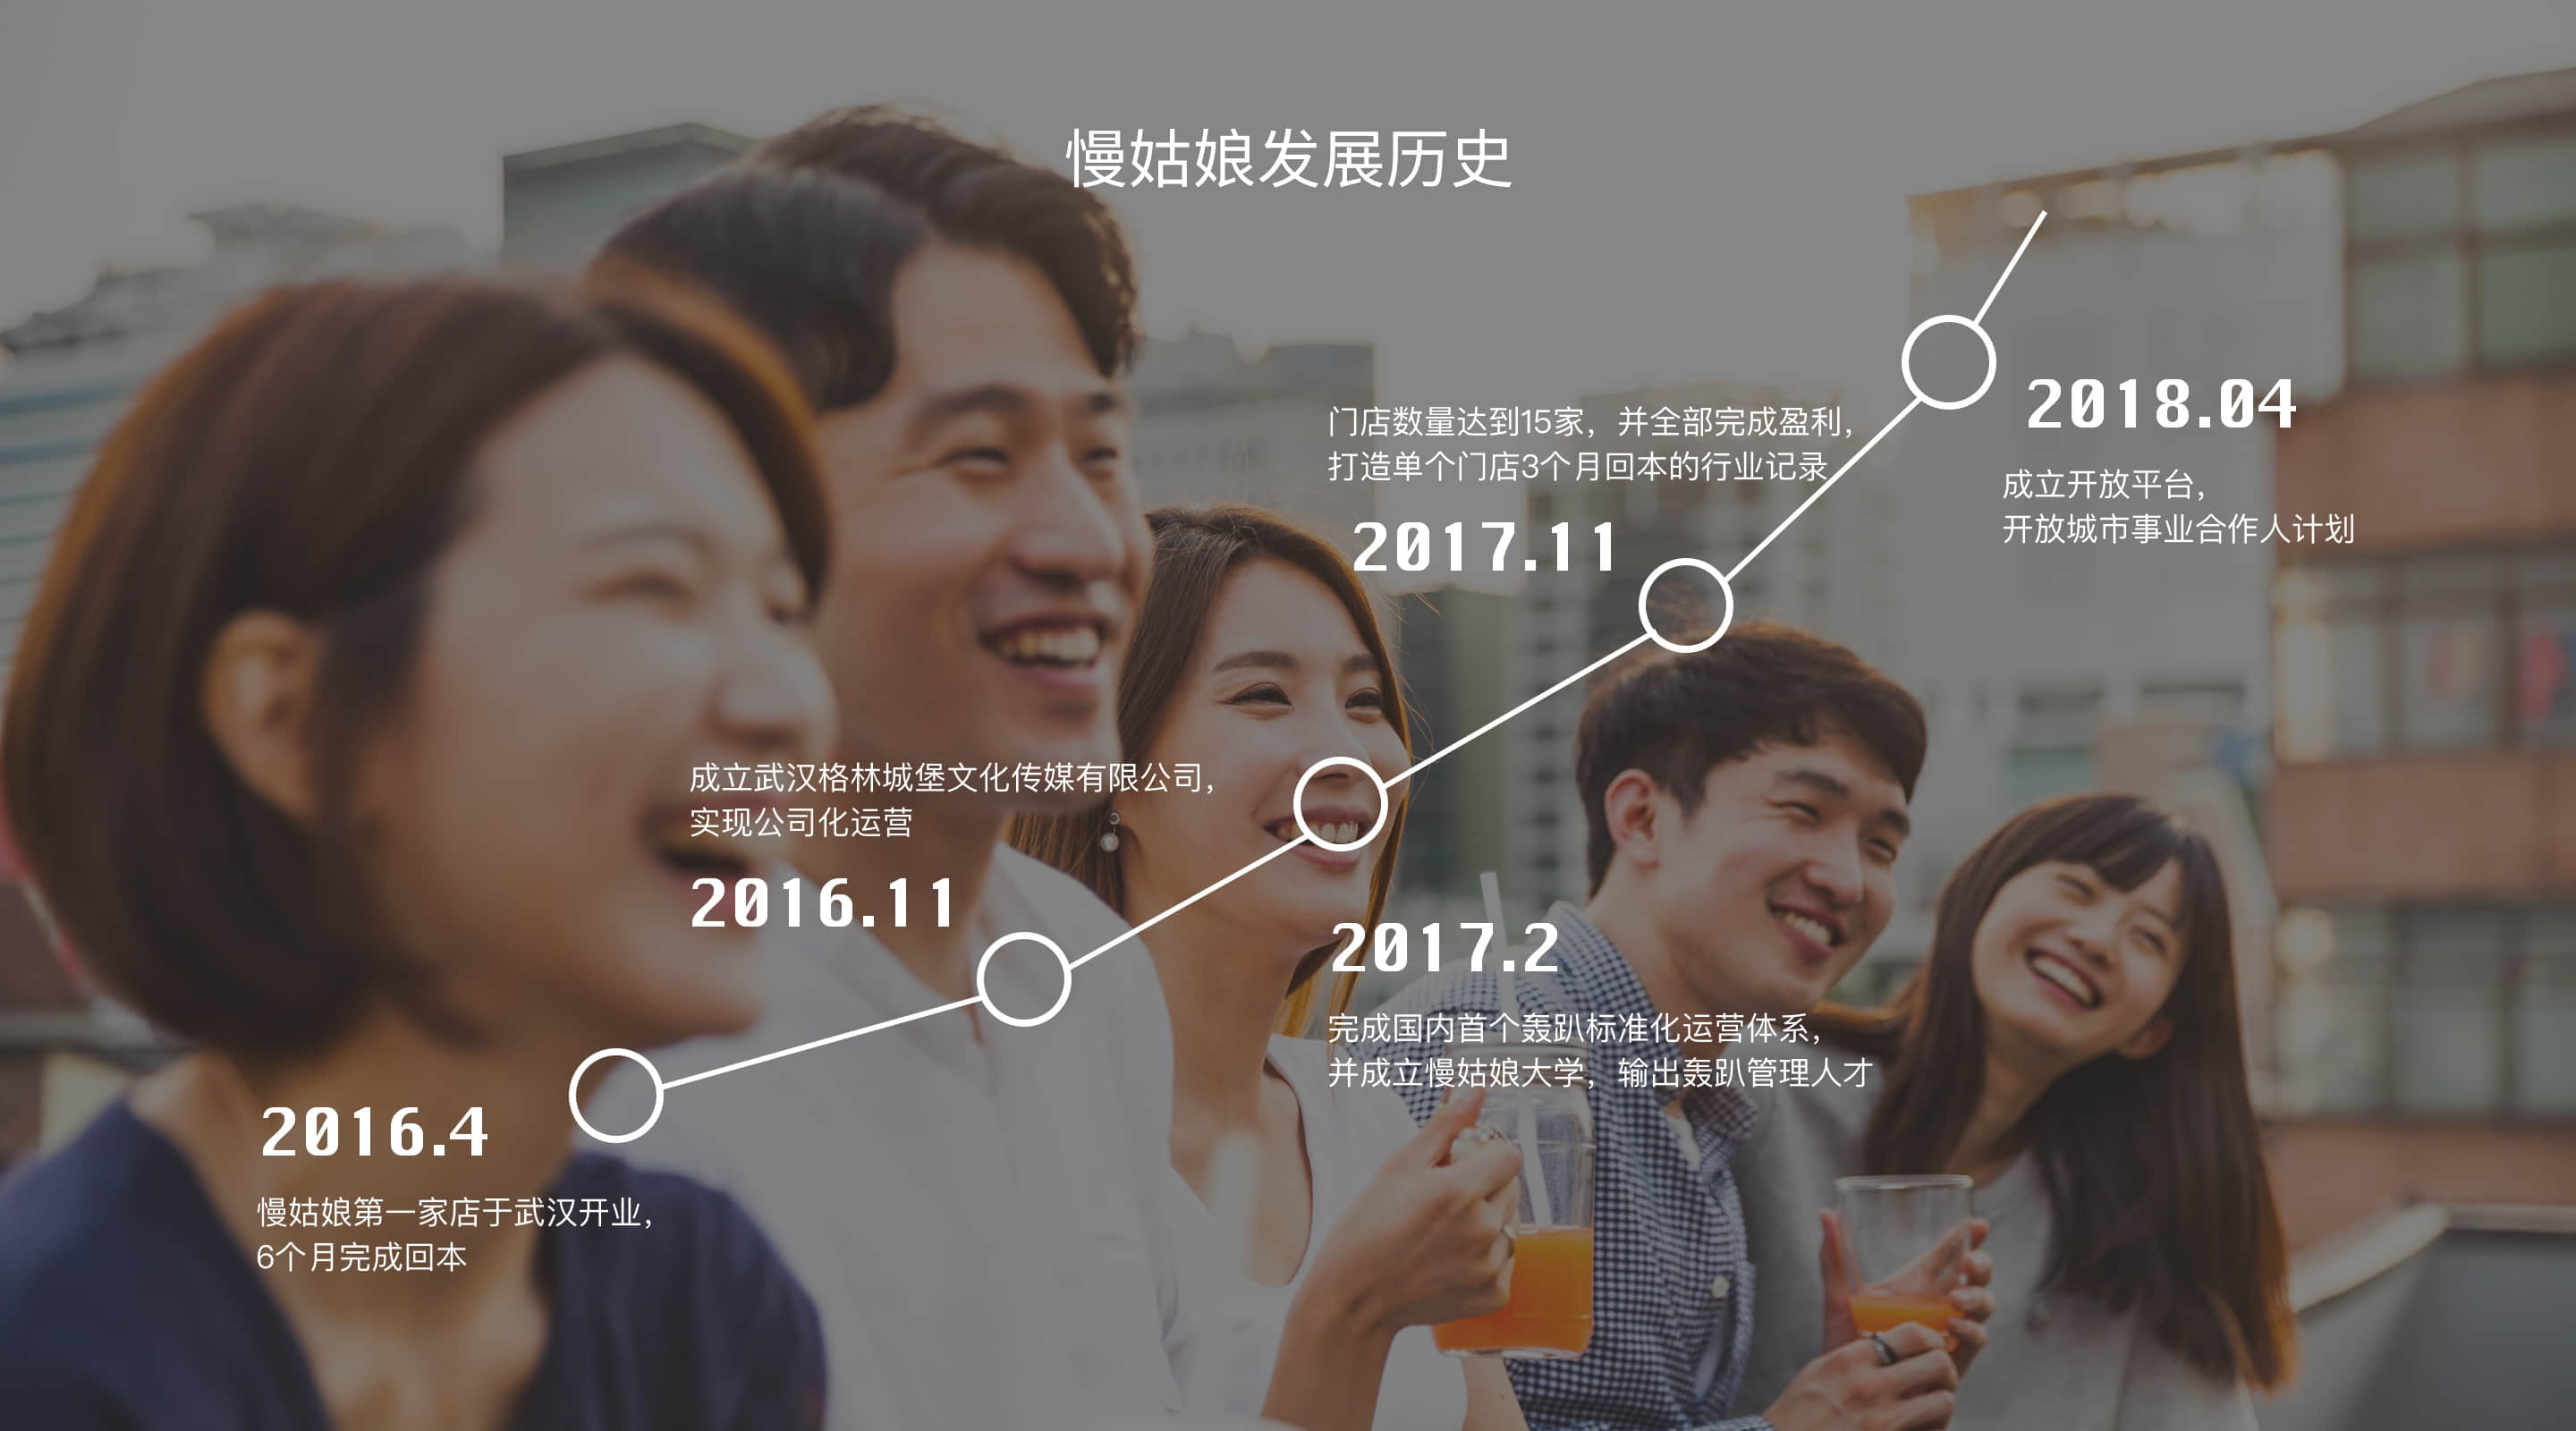 慢姑娘发展历史
2016.4
慢姑娘第一家店于武汉开业，
6个月完成回本
成立武汉格林城堡文化传媒有限公司，
实现公司化运营
2016.11
2017.2
完成国内首个轰趴标准化运营体系，
并成立慢姑娘大学，输出轰趴管理人才
门店数量达到15家，并全部完成盈利，
打造单个门店3个月回本的行业记录
2017.11
2018.04
成立开放平台，
开放城市事业合作人计划